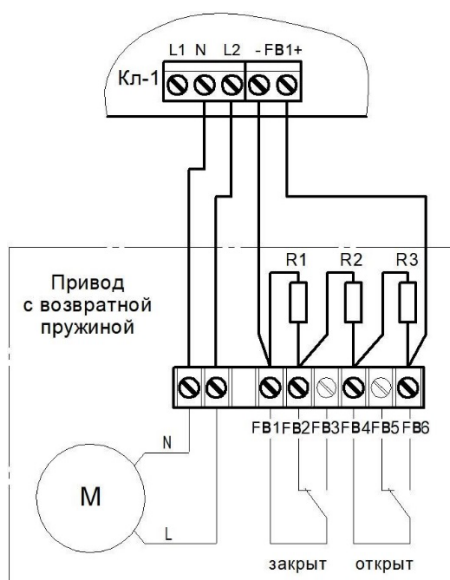 L1 N L2 - FB1+
Кл-1
R1 R2 R3
Привод
с возвратной
пружиной
FB1 FB2 FB3 FB4 FB5 FB6
N
M
L
закрыт открыт